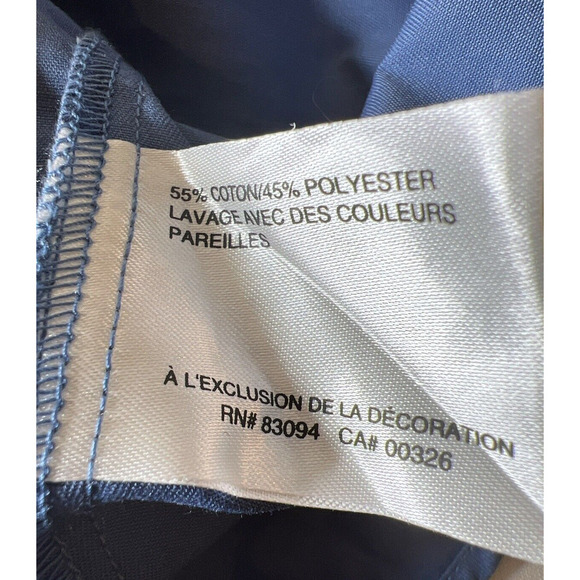 55% COTON/45% POLYESTER
LAVAGE AVEC DES COULEURS
PAREILLES
À L'EXCLUSION DE LA DÉCORATION
RN# 83094 CA# 00326